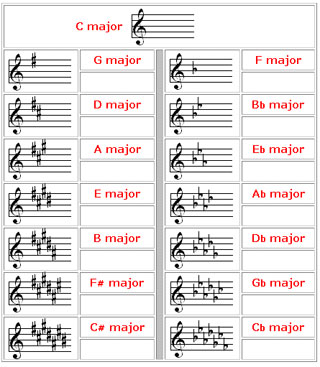 C major
G major
F major
D major
Bb major
A major
Eb major
E major
Ab major
B major
Db major
F# major
Gb major
C# major
Cb major